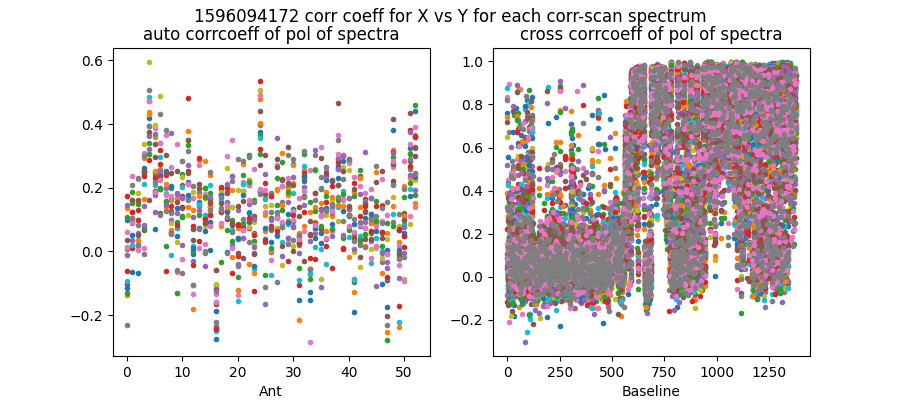 1596094172 corr coeff for X vs Y for each corr-scan spectrum
auto corrcoeff of pol of spectra
0.6
0.4
0.2
0.0
−0.2
0 10 20 30 40 50
Ant
cross corrcoeff of pol of spectra
1.0
0.8
0.6
0.4
0.2
0.0
−0.2
0 250 500 750 1000 1250
Baseline